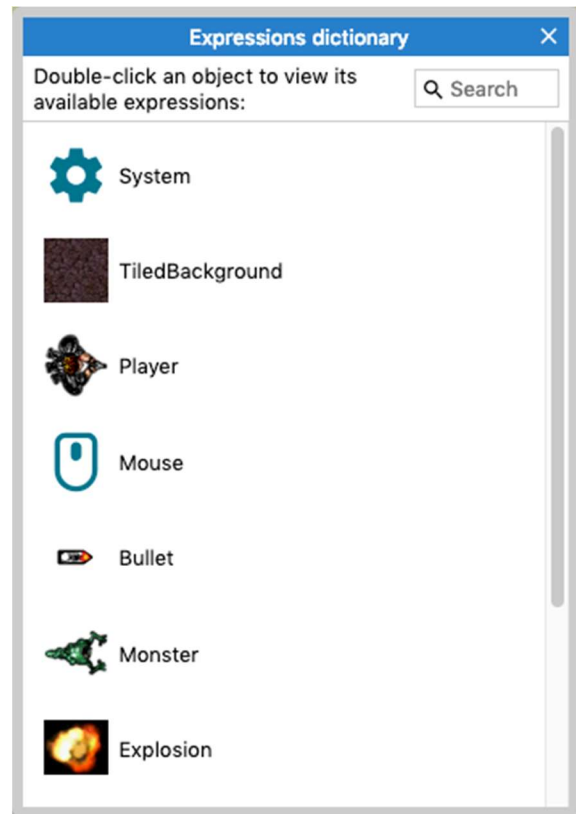 Expressions dictionary
Double-click an object to view its
available expressions:
Search
System
TiledBackground
Player
Mouse
Bullet
Monster
Explosion